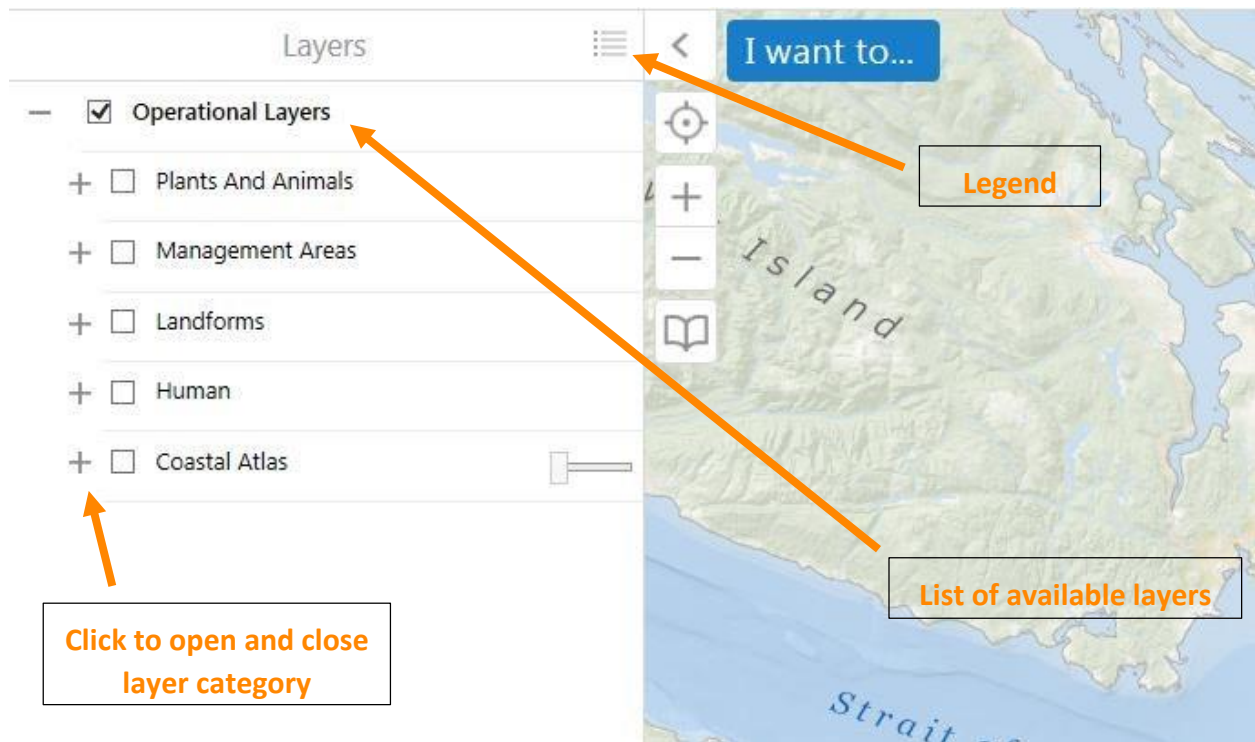 Layers
I want to...
Operational Layers
Plants And Animals
Management Areas
Landforms
Human
Coastal Atlas
Legend
Island
List of available layers
Click to open and close
layer category
Strait